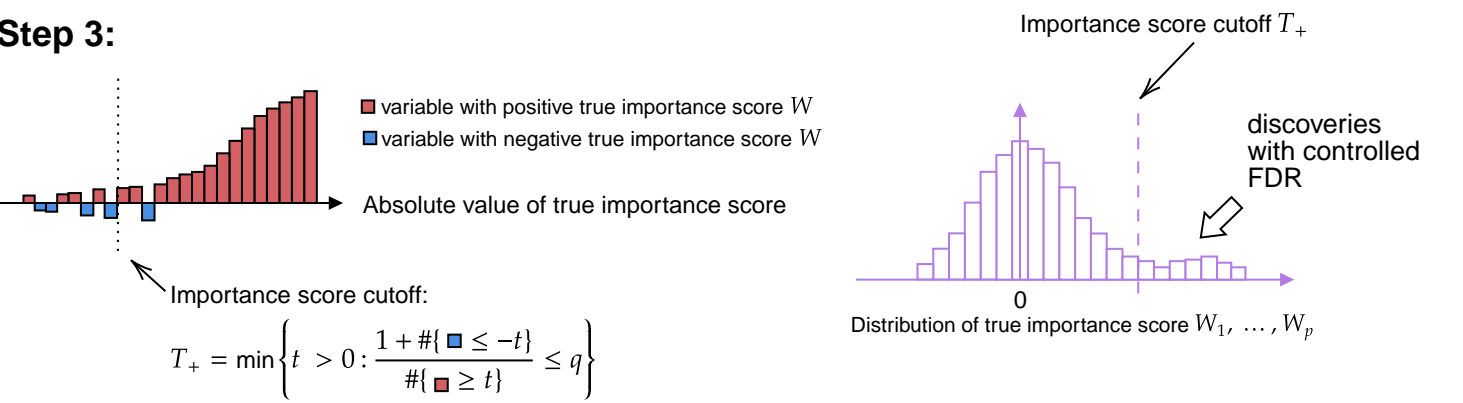 Step 3:
variable with positive true importance score W
variable with negative true importance score W
Absolute value of true importance score
Importance score cutoff:
T₊ = min{t > 0 : (1 + #{■ ≤ −t}) / (#{■ ≥ t}) ≤ q}
Importance score cutoff T₊
discoveries
with controlled
FDR
0
Distribution of true importance score W₁, … , Wₚ